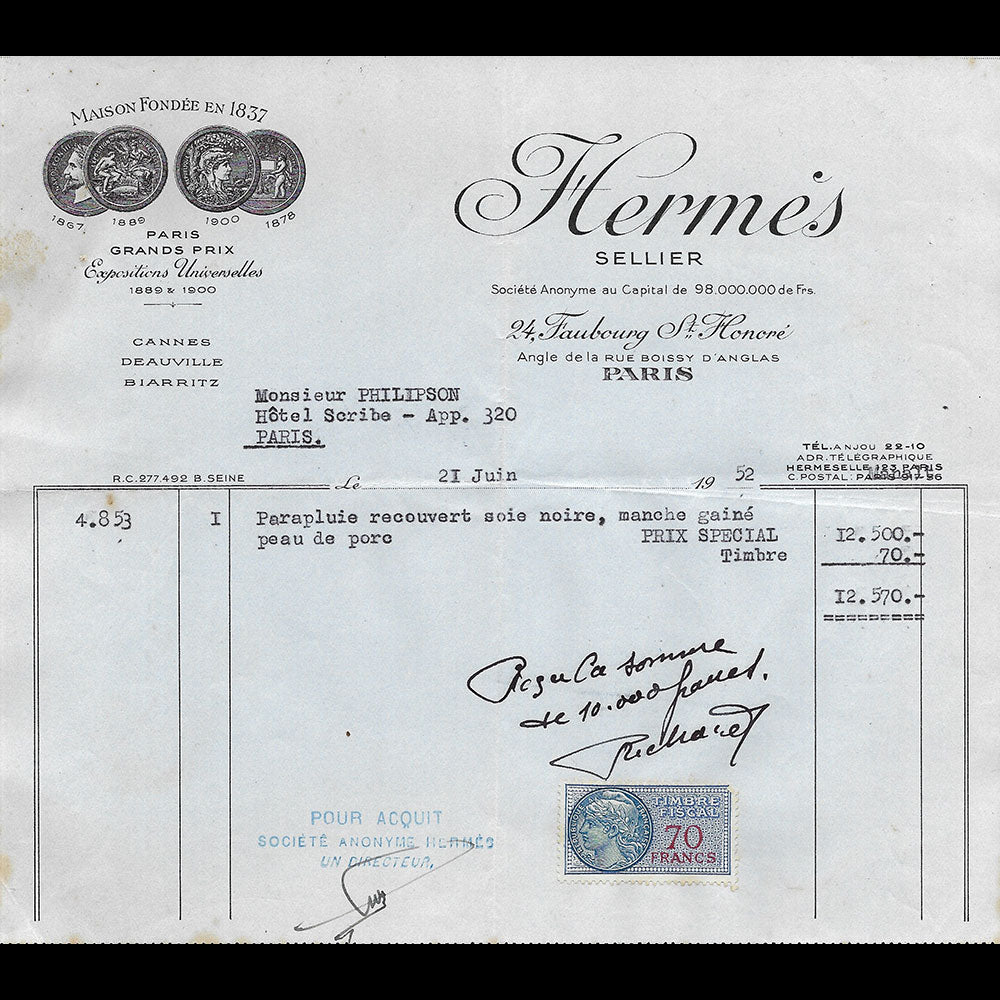 MAISON FONDÉE EN 1837
1867 1889 1900 1878
PARIS
GRANDS PRIX
Expositions Universelles
1889 & 1900
CANNES
DEAUVILLE
BIARRITZ
Hermès
SELLIER
Société Anonyme au Capital de 98.000.000 de Frs.
24, Faubourg St. Honoré
Angle de la RUE BOISSY D'ANGLAS
PARIS
Monsieur PHILIPSON
Hôtel Scribe - App. 320
PARIS.
TÉL. ANJOU 22-10
ADR. TÉLÉGRAPHIQUE
HERMESELLE 123 PARIS
C. POSTAL: PARIS 917-56
R.C. 277.492 B. SEINE
Le 21 Juin 1952
4.853 I Parapluie recouvert soie noire, manche gainé
peau de porc PRIX SPECIAL I2.500.-
Timbre 70.-
I2.570.-
Reçu la somme
de 10.000 francs.
POUR ACQUIT
SOCIÉTÉ ANONYME HERMÈS
UN DIRECTEUR,
TIMBRE
FISCAL
70
FRANCS